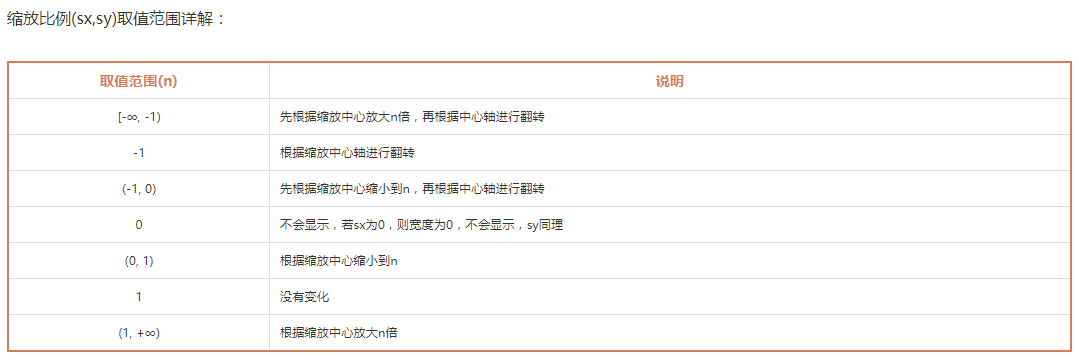 缩放比例(sx,sy)取值范围详解：
取值范围(n) 说明
[-∞, -1) 先根据缩放中心放大n倍，再根据中心轴进行翻转
-1 根据缩放中心轴进行翻转
(-1, 0) 先根据缩放中心缩小到n，再根据中心轴进行翻转
0 不会显示，若sx为0，则宽度为0，不会显示，sy同理
(0, 1) 根据缩放中心缩小到n
1 没有变化
(1, +∞) 根据缩放中心放大n倍